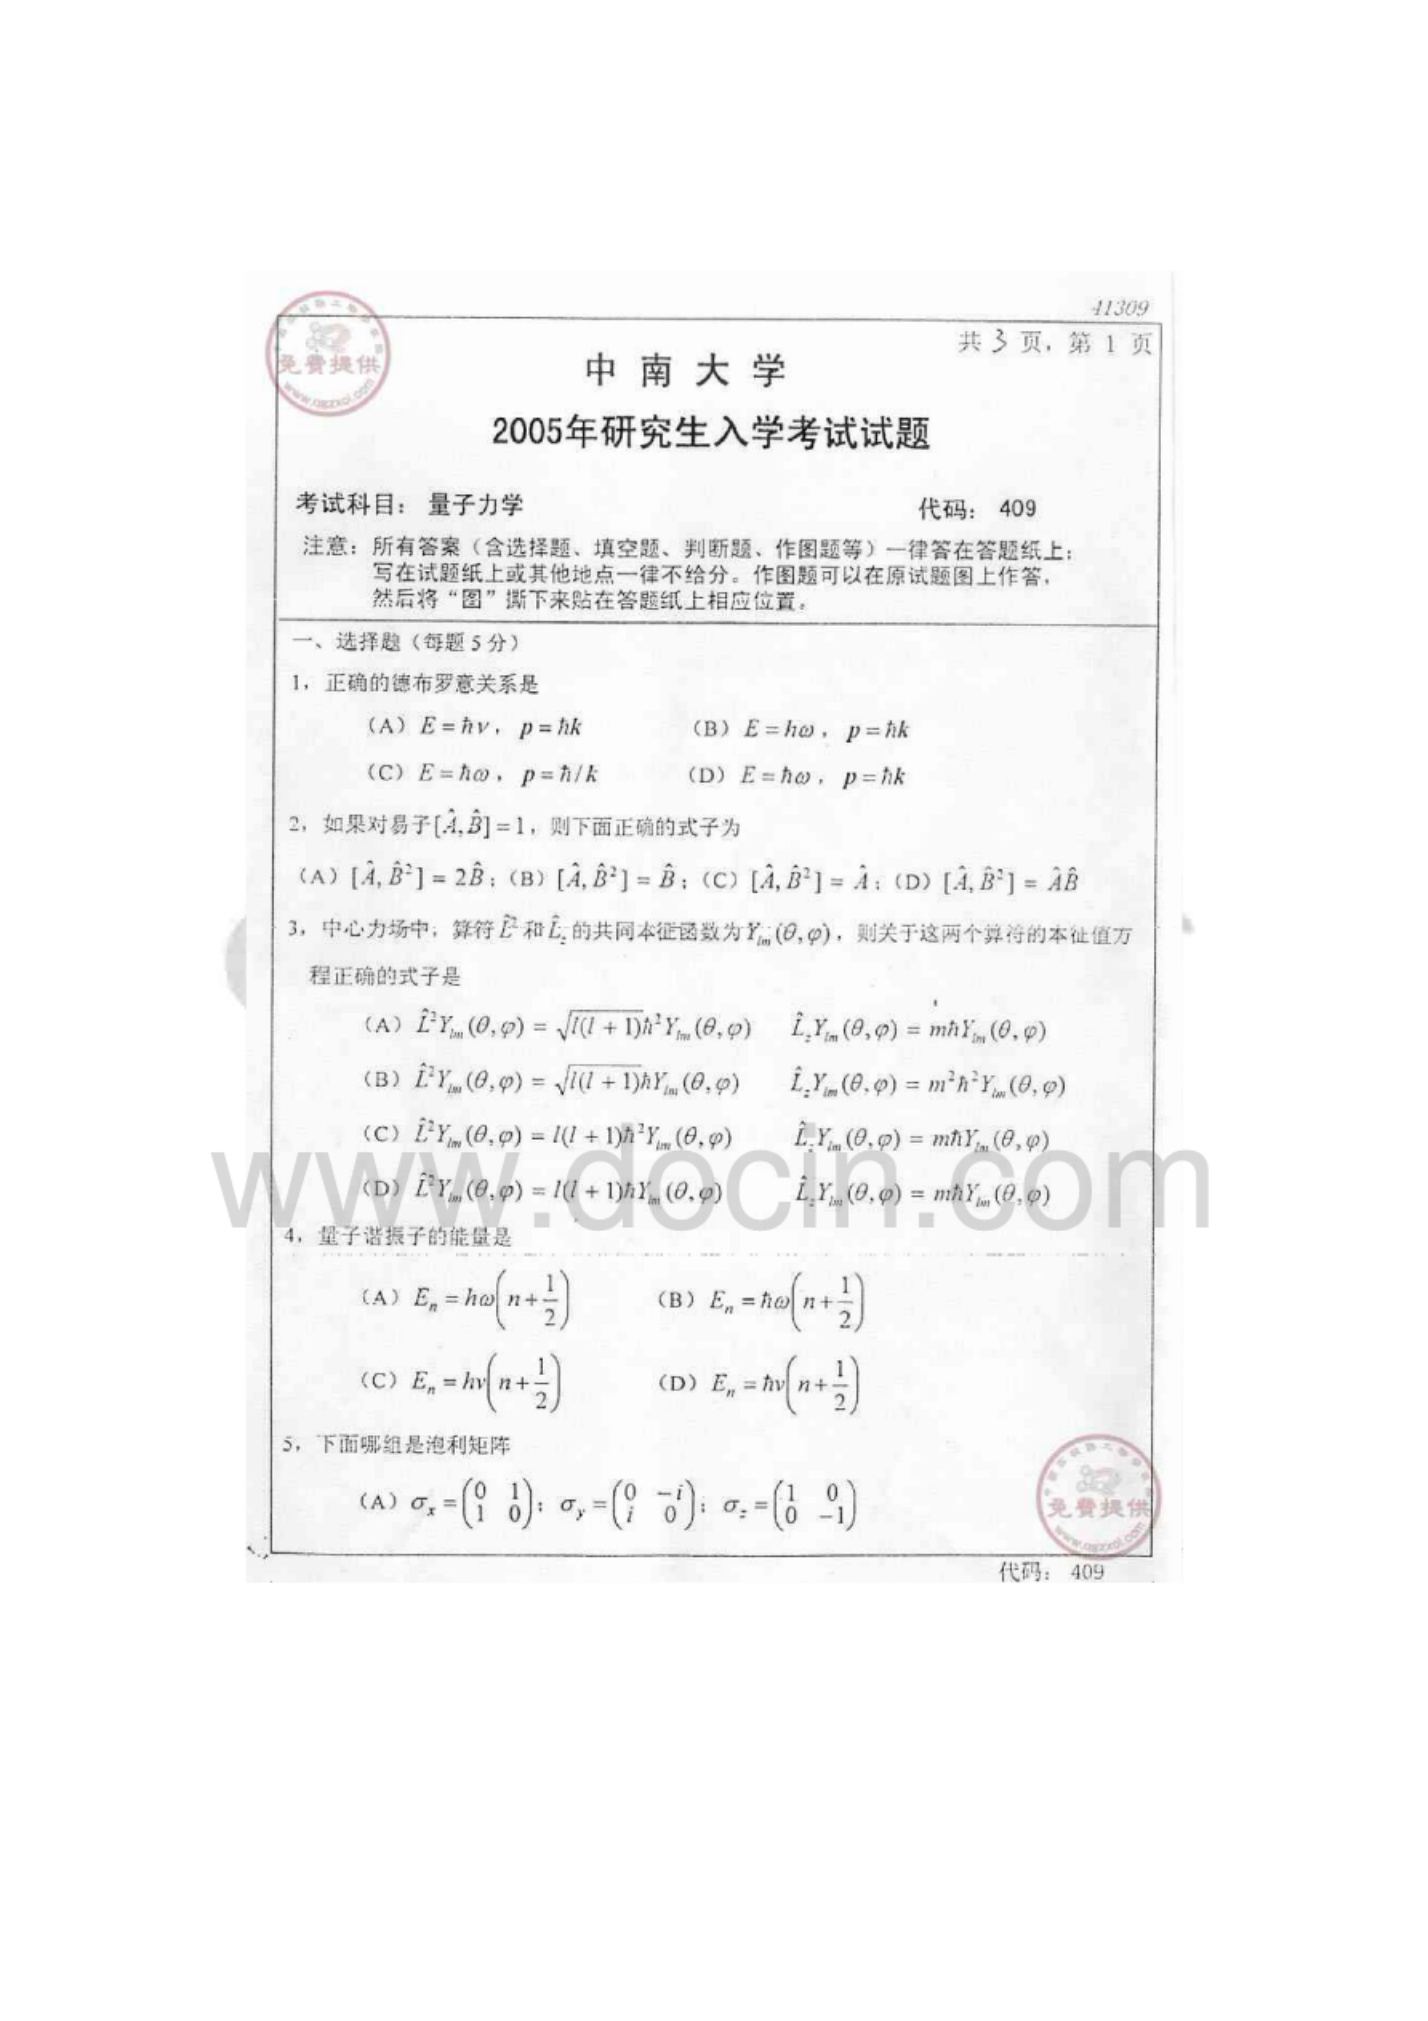 41309
共 3 页，第 1 页
中 南 大 学
2005年研究生入学考试试题
考试科目： 量子力学 代码： 409
注意：所有答案（含选择题、填空题、判断题、作图题等）一律答在答题纸上；
写在试题纸上或其他地点一律不给分。作图题可以在原试题图上作答，
然后将“图”撕下来贴在答题纸上相应位置。
一、选择题（每题 5 分）
1，正确的德布罗意关系是
（A）E = ħν， p = ħk （B）E = hω， p = ħk
（C）E = ħω， p = ħ/k （D）E = ħω， p = ħk
2，如果对易子[Â, B̂] = 1，则下面正确的式子为
（A）[Â, B̂²] = 2B̂；（B）[Â, B̂²] = B̂；（C）[Â, B̂²] = Â；（D）[Â, B̂²] = ÂB̂
3，中心力场中，算符 L̂² 和 L̂z 的共同本征函数为 Ylm(θ,φ)，则关于这两个算符的本征值方
程正确的式子是
（A）L̂²Ylm(θ,φ) = √(l(l + 1))ħ²Ylm(θ,φ) L̂zYlm(θ,φ) = mħYlm(θ,φ)
（B）L̂²Ylm(θ,φ) = √(l(l + 1))ħYlm(θ,φ) L̂zYlm(θ,φ) = m²ħ²Ylm(θ,φ)
（C）L̂²Ylm(θ,φ) = l(l + 1)ħ²Ylm(θ,φ) L̂zYlm(θ,φ) = mħYlm(θ,φ)
（D）L̂²Ylm(θ,φ) = l(l + 1)ħYlm(θ,φ) L̂zYlm(θ,φ) = mħYlm(θ,φ)
www.docin.com
4，量子谐振子的能量是
（A）En = hω(n + 1/2) （B）En = ħω(n + 1/2)
（C）En = hν(n + 1/2) （D）En = ħν(n + 1/2)
5，下面哪组是泡利矩阵
（A）σx = (0 1; 1 0)；σy = (0 −i; i 0)；σz = (1 0; 0 −1)
代码： 409
免费提供
免费提供